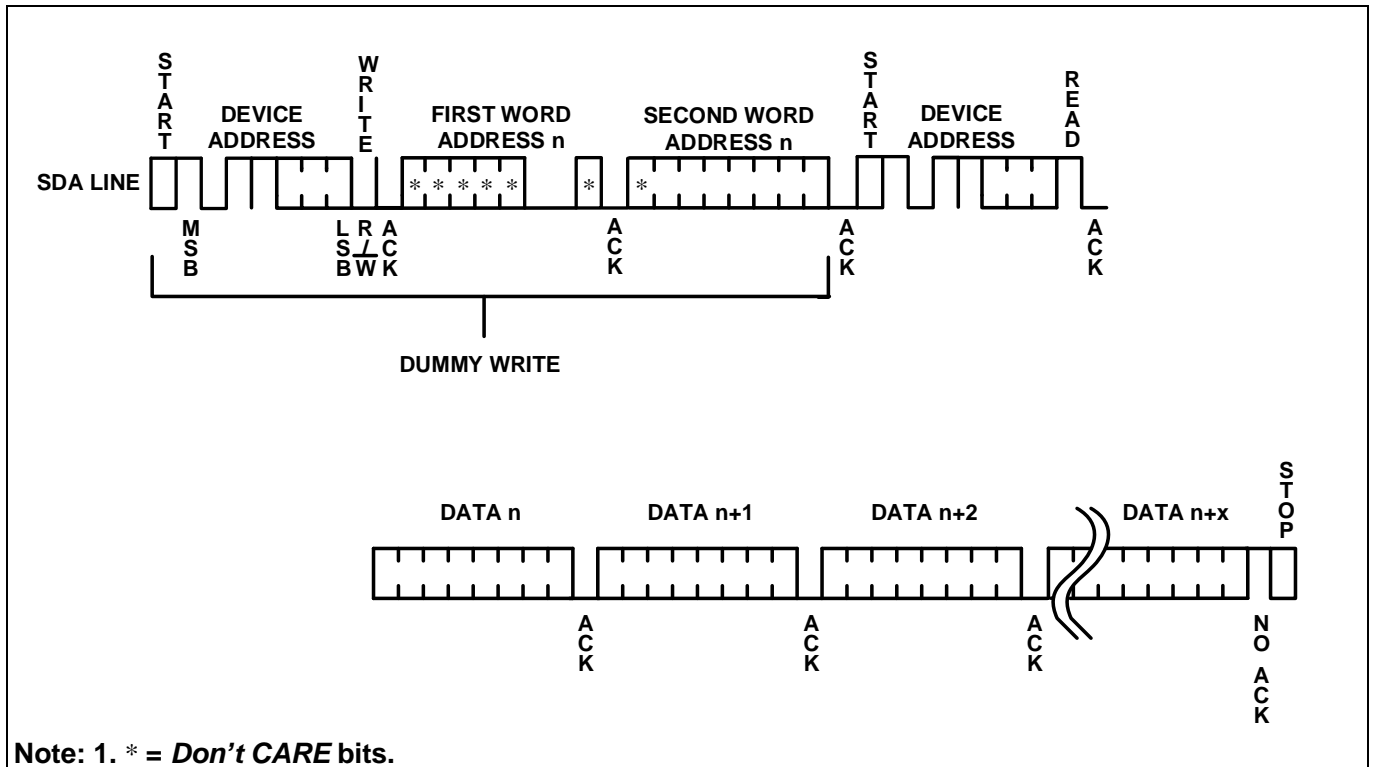 START
DEVICE
ADDRESS
WRITE
FIRST WORD
ADDRESS n
SECOND WORD
ADDRESS n
START
DEVICE
ADDRESS
READ
SDA LINE
* * * * *
*
*
MSB
LSB
R/W
ACK
ACK
ACK
ACK
DUMMY WRITE
DATA n
DATA n+1
DATA n+2
DATA n+x
STOP
ACK
ACK
ACK
NO ACK
Note: 1. * = Don't CARE bits.